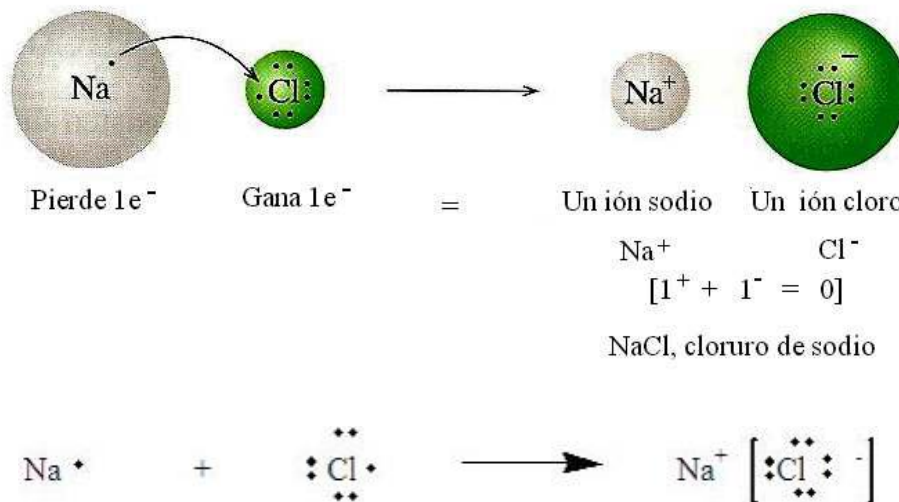 Na Cl Na⁺ Cl⁻
Pierde 1e⁻ Gana 1e⁻ = Un ión sodio Un ión cloro
Na⁺ Cl⁻
[1⁺ + 1⁻ = 0]
NaCl, cloruro de sodio
Na + Cl Na⁺ [Cl ⁻]